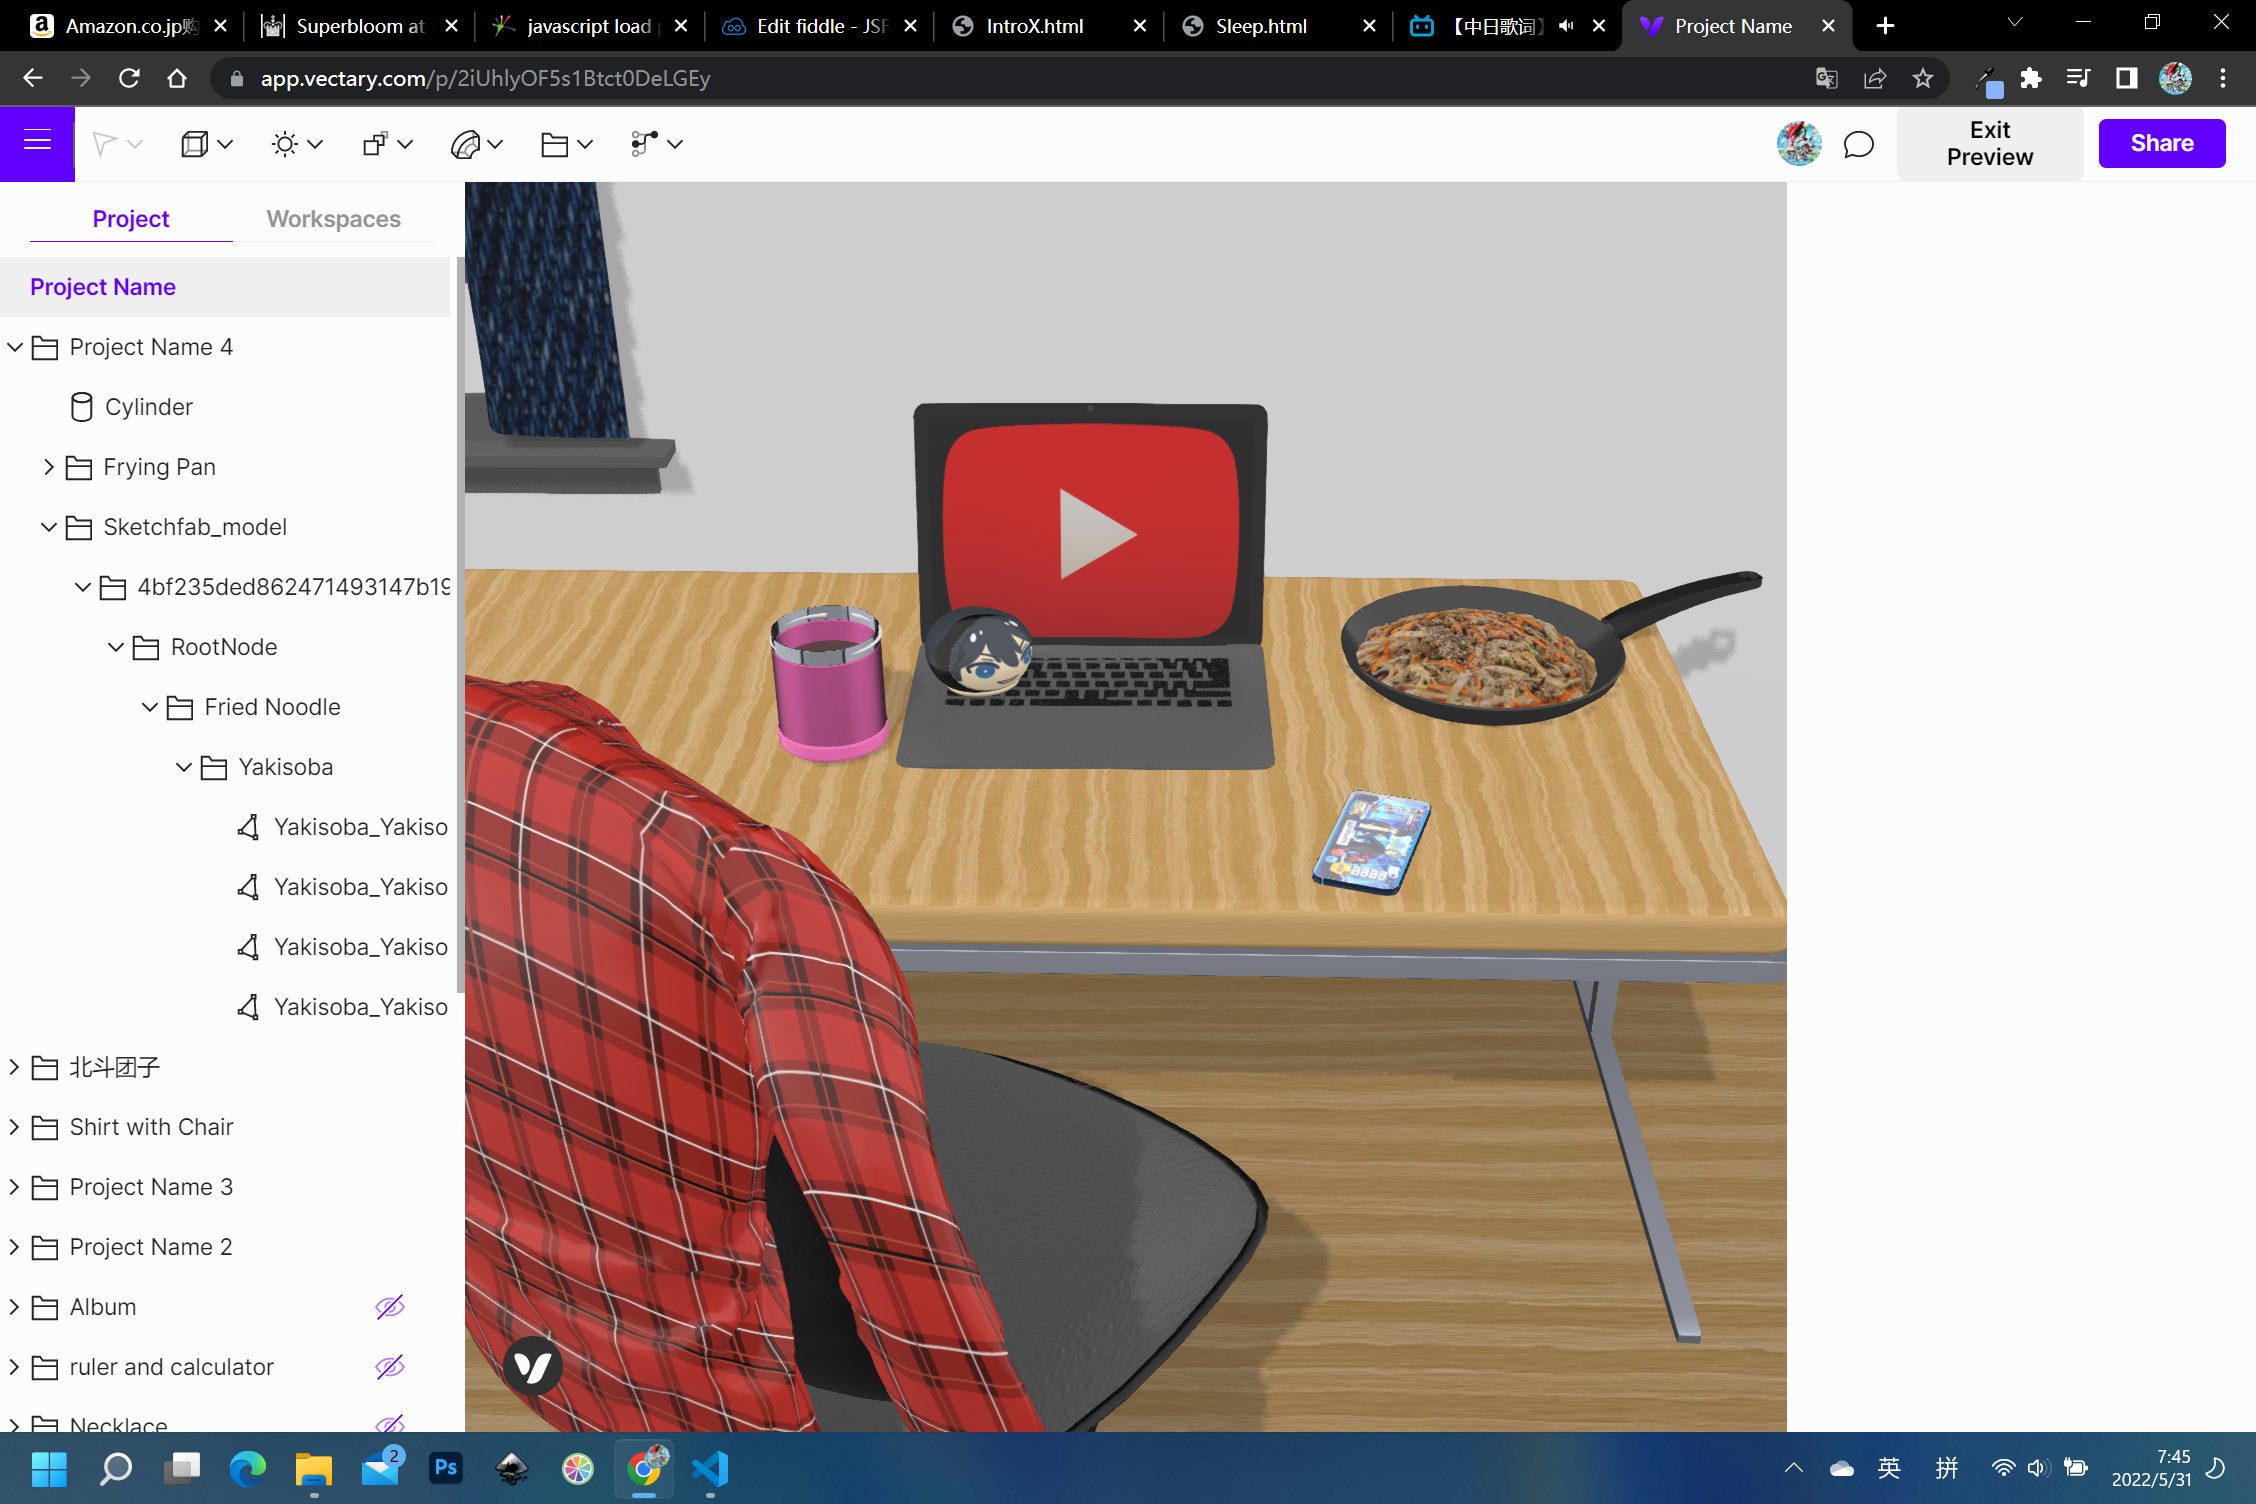 Amazon.co.jp购
Superbloom at
javascript load
Edit fiddle - JSF
IntroX.html
Sleep.html
【中日歌词】
Project Name
app.vectary.com/p/2iUhlyOF5s1Btct0DeLGEy
Exit Preview
Share
Project
Workspaces
Project Name
Project Name 4
Cylinder
Frying Pan
Sketchfab_model
4bf235ded862471493147b19
RootNode
Fried Noodle
Yakisoba
Yakisoba_Yakiso
Yakisoba_Yakiso
Yakisoba_Yakiso
Yakisoba_Yakiso
北斗团子
Shirt with Chair
Project Name 3
Project Name 2
Album
ruler and calculator
Necklace
2
Ps
英
拼
7:45
2022/5/31